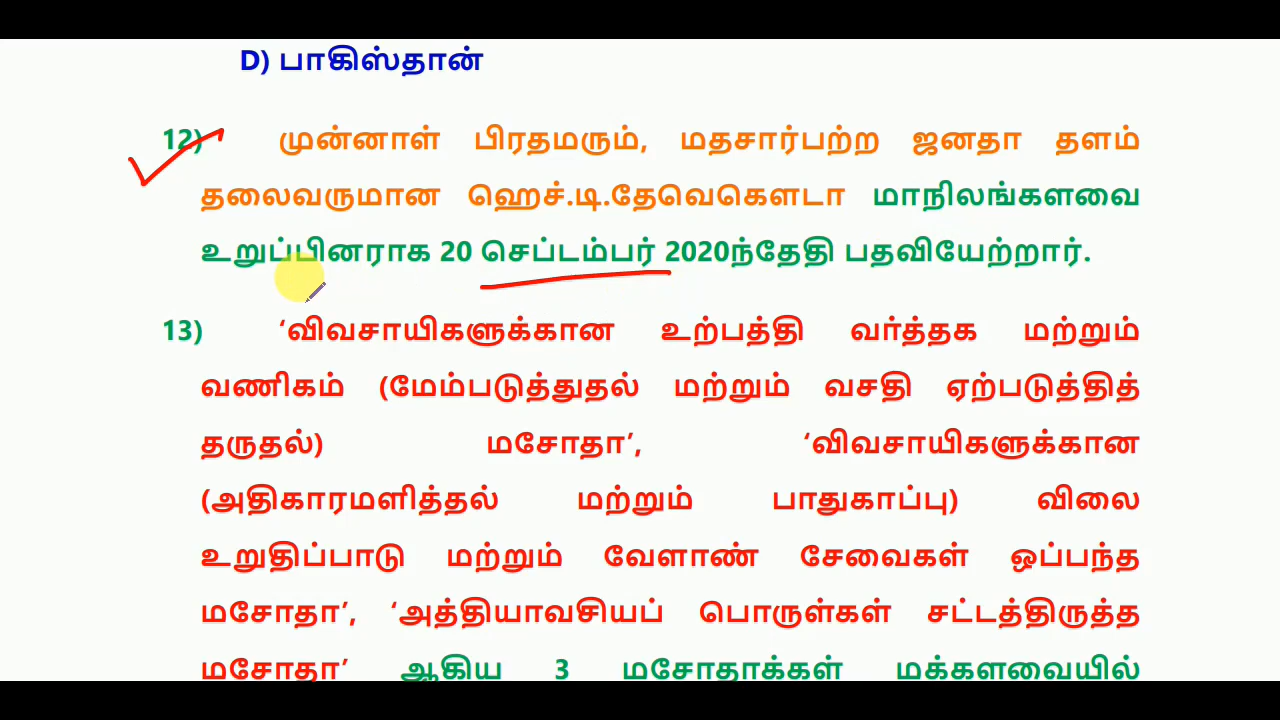 D) பாகிஸ்தான்
12) முன்னாள் பிரதமரும், மதசார்பற்ற ஜனதா தளம்
தலைவருமான ஹெச்.டி.தேவெகௌடா மாநிலங்களவை
உறுப்பினராக 20 செப்டம்பர் 2020ந்தேதி பதவியேற்றார்.
13) ‘விவசாயிகளுக்கான உற்பத்தி வர்த்தக மற்றும்
வணிகம் (மேம்படுத்துதல் மற்றும் வசதி ஏற்படுத்தித்
தருதல்) மசோதா’, ‘விவசாயிகளுக்கான
(அதிகாரமளித்தல் மற்றும் பாதுகாப்பு) விலை
உறுதிப்பாடு மற்றும் வேளாண் சேவைகள் ஒப்பந்த
மசோதா’, ‘அத்தியாவசியப் பொருள்கள் சட்டத்திருத்த
மசோதா’ ஆகிய 3 மசோதாக்கள் மக்களவையில்